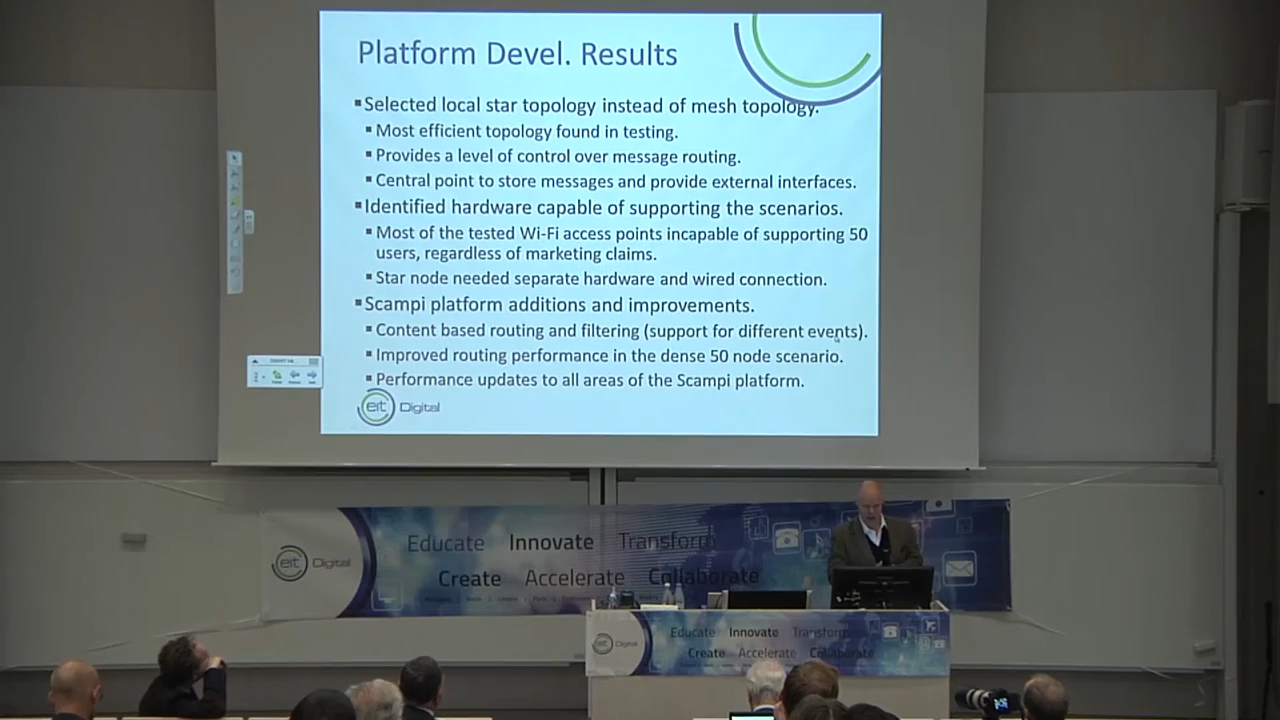 Platform Devel. Results
▪Selected local star topology instead of mesh topology.
▪Most efficient topology found in testing.
▪Provides a level of control over message routing.
▪Central point to store messages and provide external interfaces.
▪Identified hardware capable of supporting the scenarios.
▪Most of the tested Wi-Fi access points incapable of supporting 50
users, regardless of marketing claims.
▪Star node needed separate hardware and wired connection.
▪Scampi platform additions and improvements.
▪Content based routing and filtering (support for different events).
▪Improved routing performance in the dense 50 node scenario.
▪Performance updates to all areas of the Scampi platform.
eit Digital
Educate Innovate Transform
eit Digital
Create Accelerate Collaborate
Educate Innovate Transform
eit Digital
Create Accelerate Collaborate